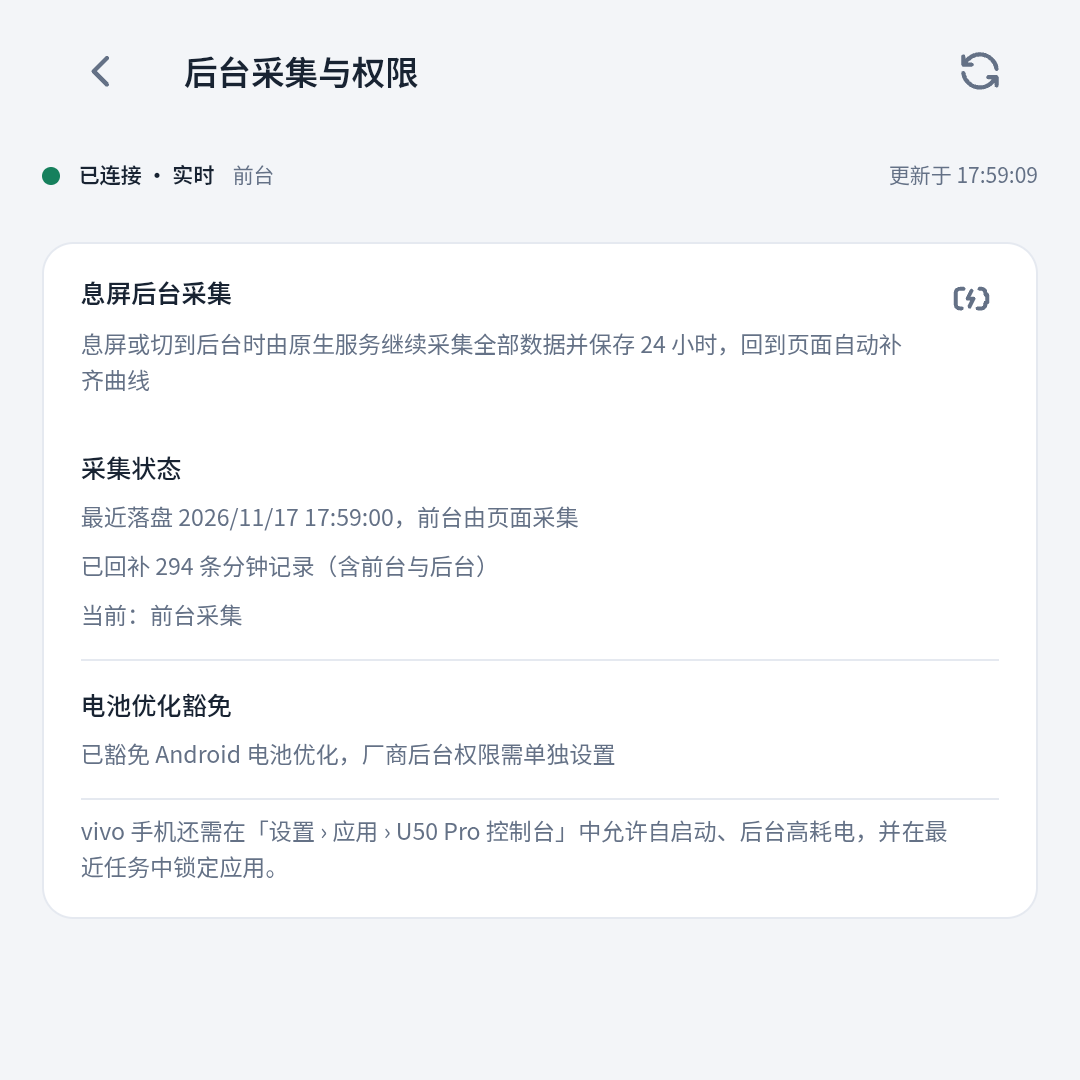 后台采集与权限
已连接 · 实时 前台 更新于 17:59:09
息屏后台采集
息屏或切到后台时由原生服务继续采集全部数据并保存 24 小时，回到页面自动补
齐曲线
采集状态
最近落盘 2026/11/17 17:59:00，前台由页面采集
已回补 294 条分钟记录（含前台与后台）
当前：前台采集
电池优化豁免
已豁免 Android 电池优化，厂商后台权限需单独设置
vivo 手机还需在「设置 › 应用 › U50 Pro 控制台」中允许自启动、后台高耗电，并在最
近任务中锁定应用。